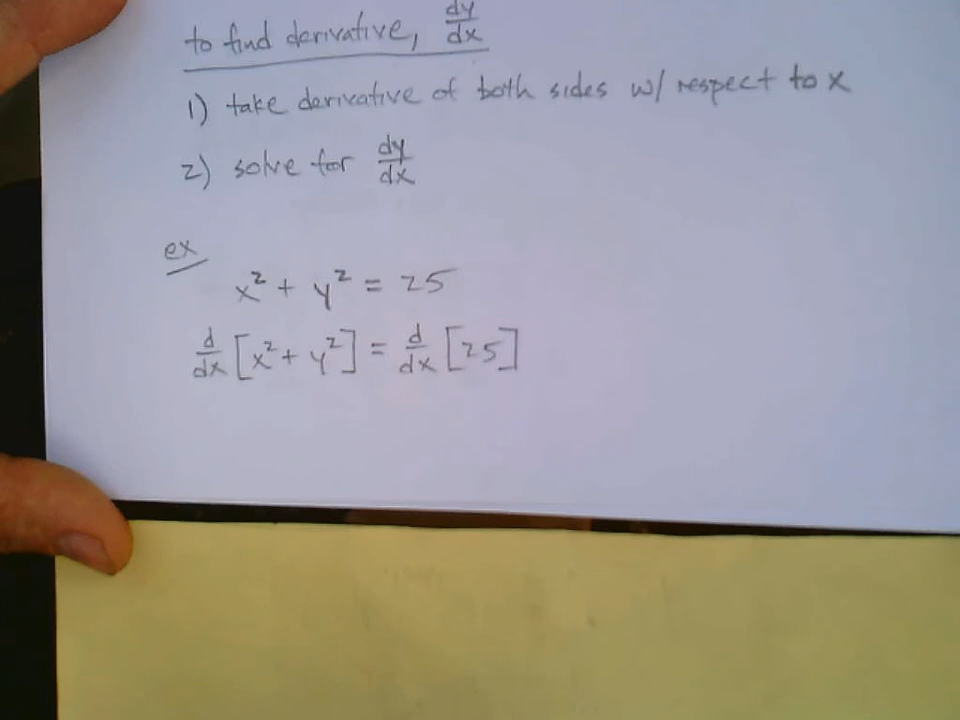 to find derivative, dy/dx
1) take derivative of both sides w/ respect to x
2) solve for dy/dx
ex
x² + y² = 25
d/dx [x² + y²] = d/dx [25]